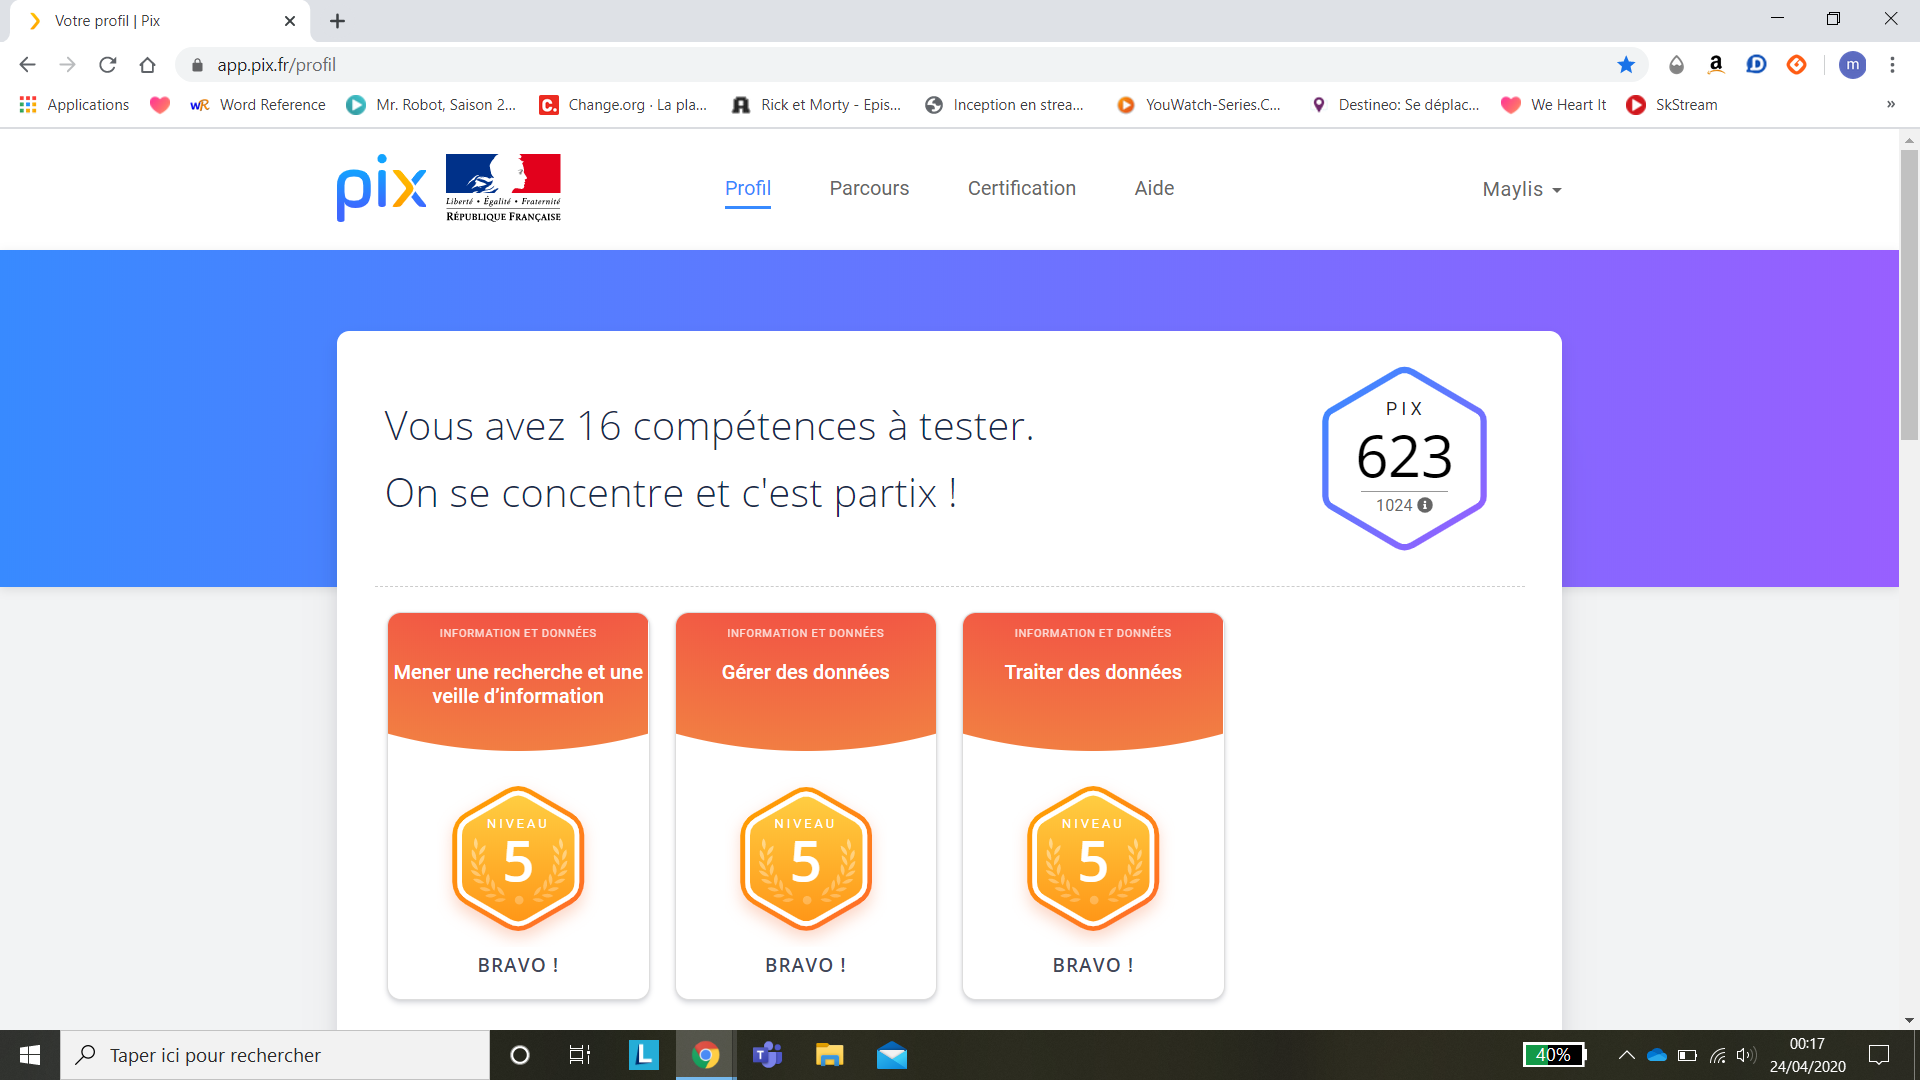 Votre profil | Pix
app.pix.fr/profil
m
Applications
wR Word Reference
Mr. Robot, Saison 2...
C. Change.org · La pla...
Rick et Morty - Epis...
Inception en strea...
YouWatch-Series.C...
Destineo: Se déplac...
We Heart It
SkStream
»
pix
Liberté • Égalité • Fraternité
RÉPUBLIQUE FRANÇAISE
Profil
Parcours
Certification
Aide
Maylis
Vous avez 16 compétences à tester.
On se concentre et c'est partix !
PIX
623
1024
INFORMATION ET DONNÉES
Mener une recherche et une
veille d’information
NIVEAU
5
BRAVO !
INFORMATION ET DONNÉES
Gérer des données
NIVEAU
5
BRAVO !
INFORMATION ET DONNÉES
Traiter des données
NIVEAU
5
BRAVO !
Taper ici pour rechercher
L
T
40%
00:17
24/04/2020